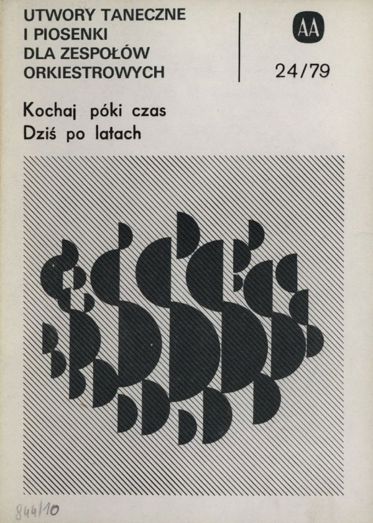 UTWORY TANECZNE
I PIOSENKI
DLA ZESPOŁÓW
ORKIESTROWYCH
AA
24/79
Kochaj póki czas
Dziś po latach
844/10